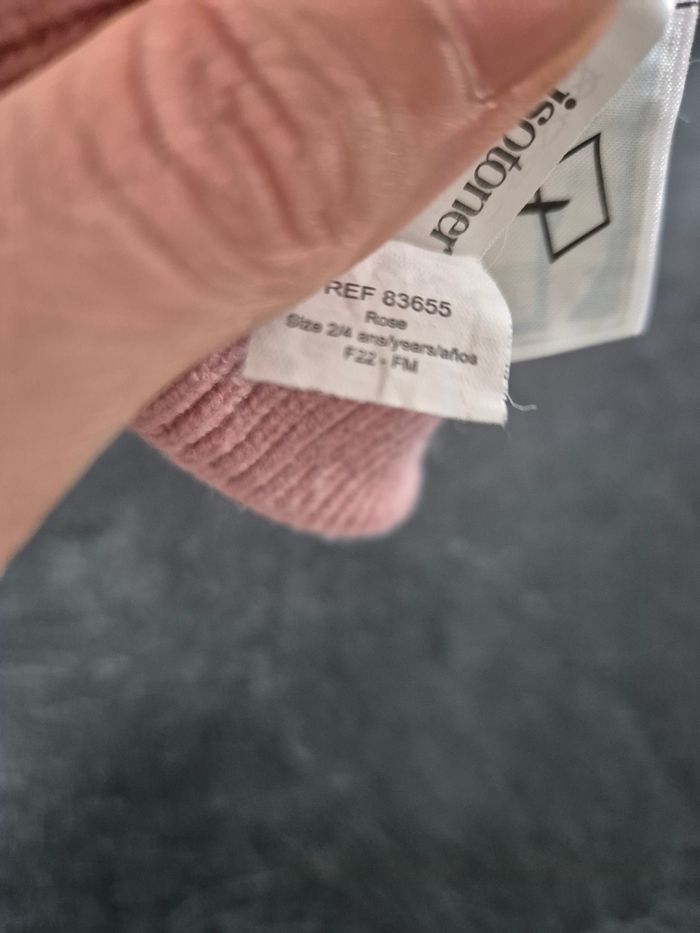 isotoner
REF 83655
Rose
Size 2/4 ans/years/años
F22 - FM